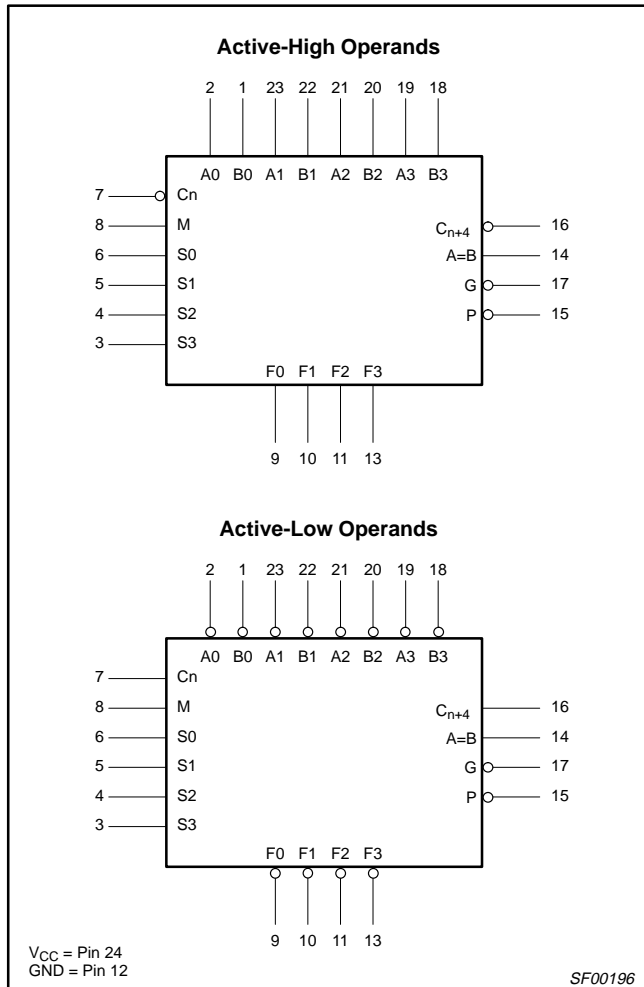 Active-High Operands
2 1 23 22 21 20 19 18
A0 B0 A1 B1 A2 B2 A3 B3
7 Cn
8 M
Cn+4 16
6 S0
A=B 14
5 S1
G 17
4 S2
P 15
3 S3
F0 F1 F2 F3
9 10 11 13
Active-Low Operands
2 1 23 22 21 20 19 18
A0 B0 A1 B1 A2 B2 A3 B3
7 Cn
8 M
Cn+4 16
6 S0
A=B 14
5 S1
G 17
4 S2
P 15
3 S3
F0 F1 F2 F3
9 10 11 13
VCC = Pin 24
GND = Pin 12
SF00196